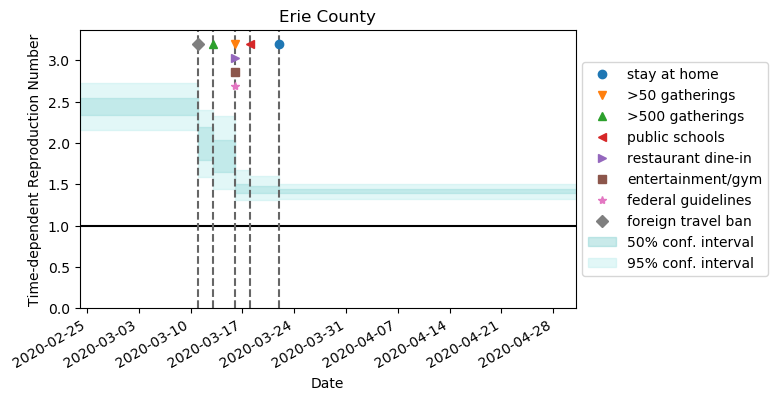 Erie County
Time-dependent Reproduction Number
3.0
2.5
2.0
1.5
1.0
0.5
0.0
2020-02-25
2020-03-03
2020-03-10
2020-03-17
2020-03-24
2020-03-31
2020-04-07
2020-04-14
2020-04-21
2020-04-28
Date
stay at home
>50 gatherings
>500 gatherings
public schools
restaurant dine-in
entertainment/gym
federal guidelines
foreign travel ban
50% conf. interval
95% conf. interval